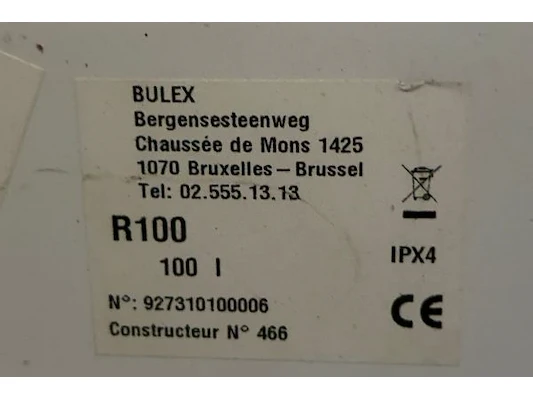 BULEX
Bergensesteenweg
Chaussée de Mons 1425
1070 Bruxelles – Brussel
Tel: 02.555.13.13
R100
100 l
IPX4
N°: 927310100006
CE
Constructeur N° 466